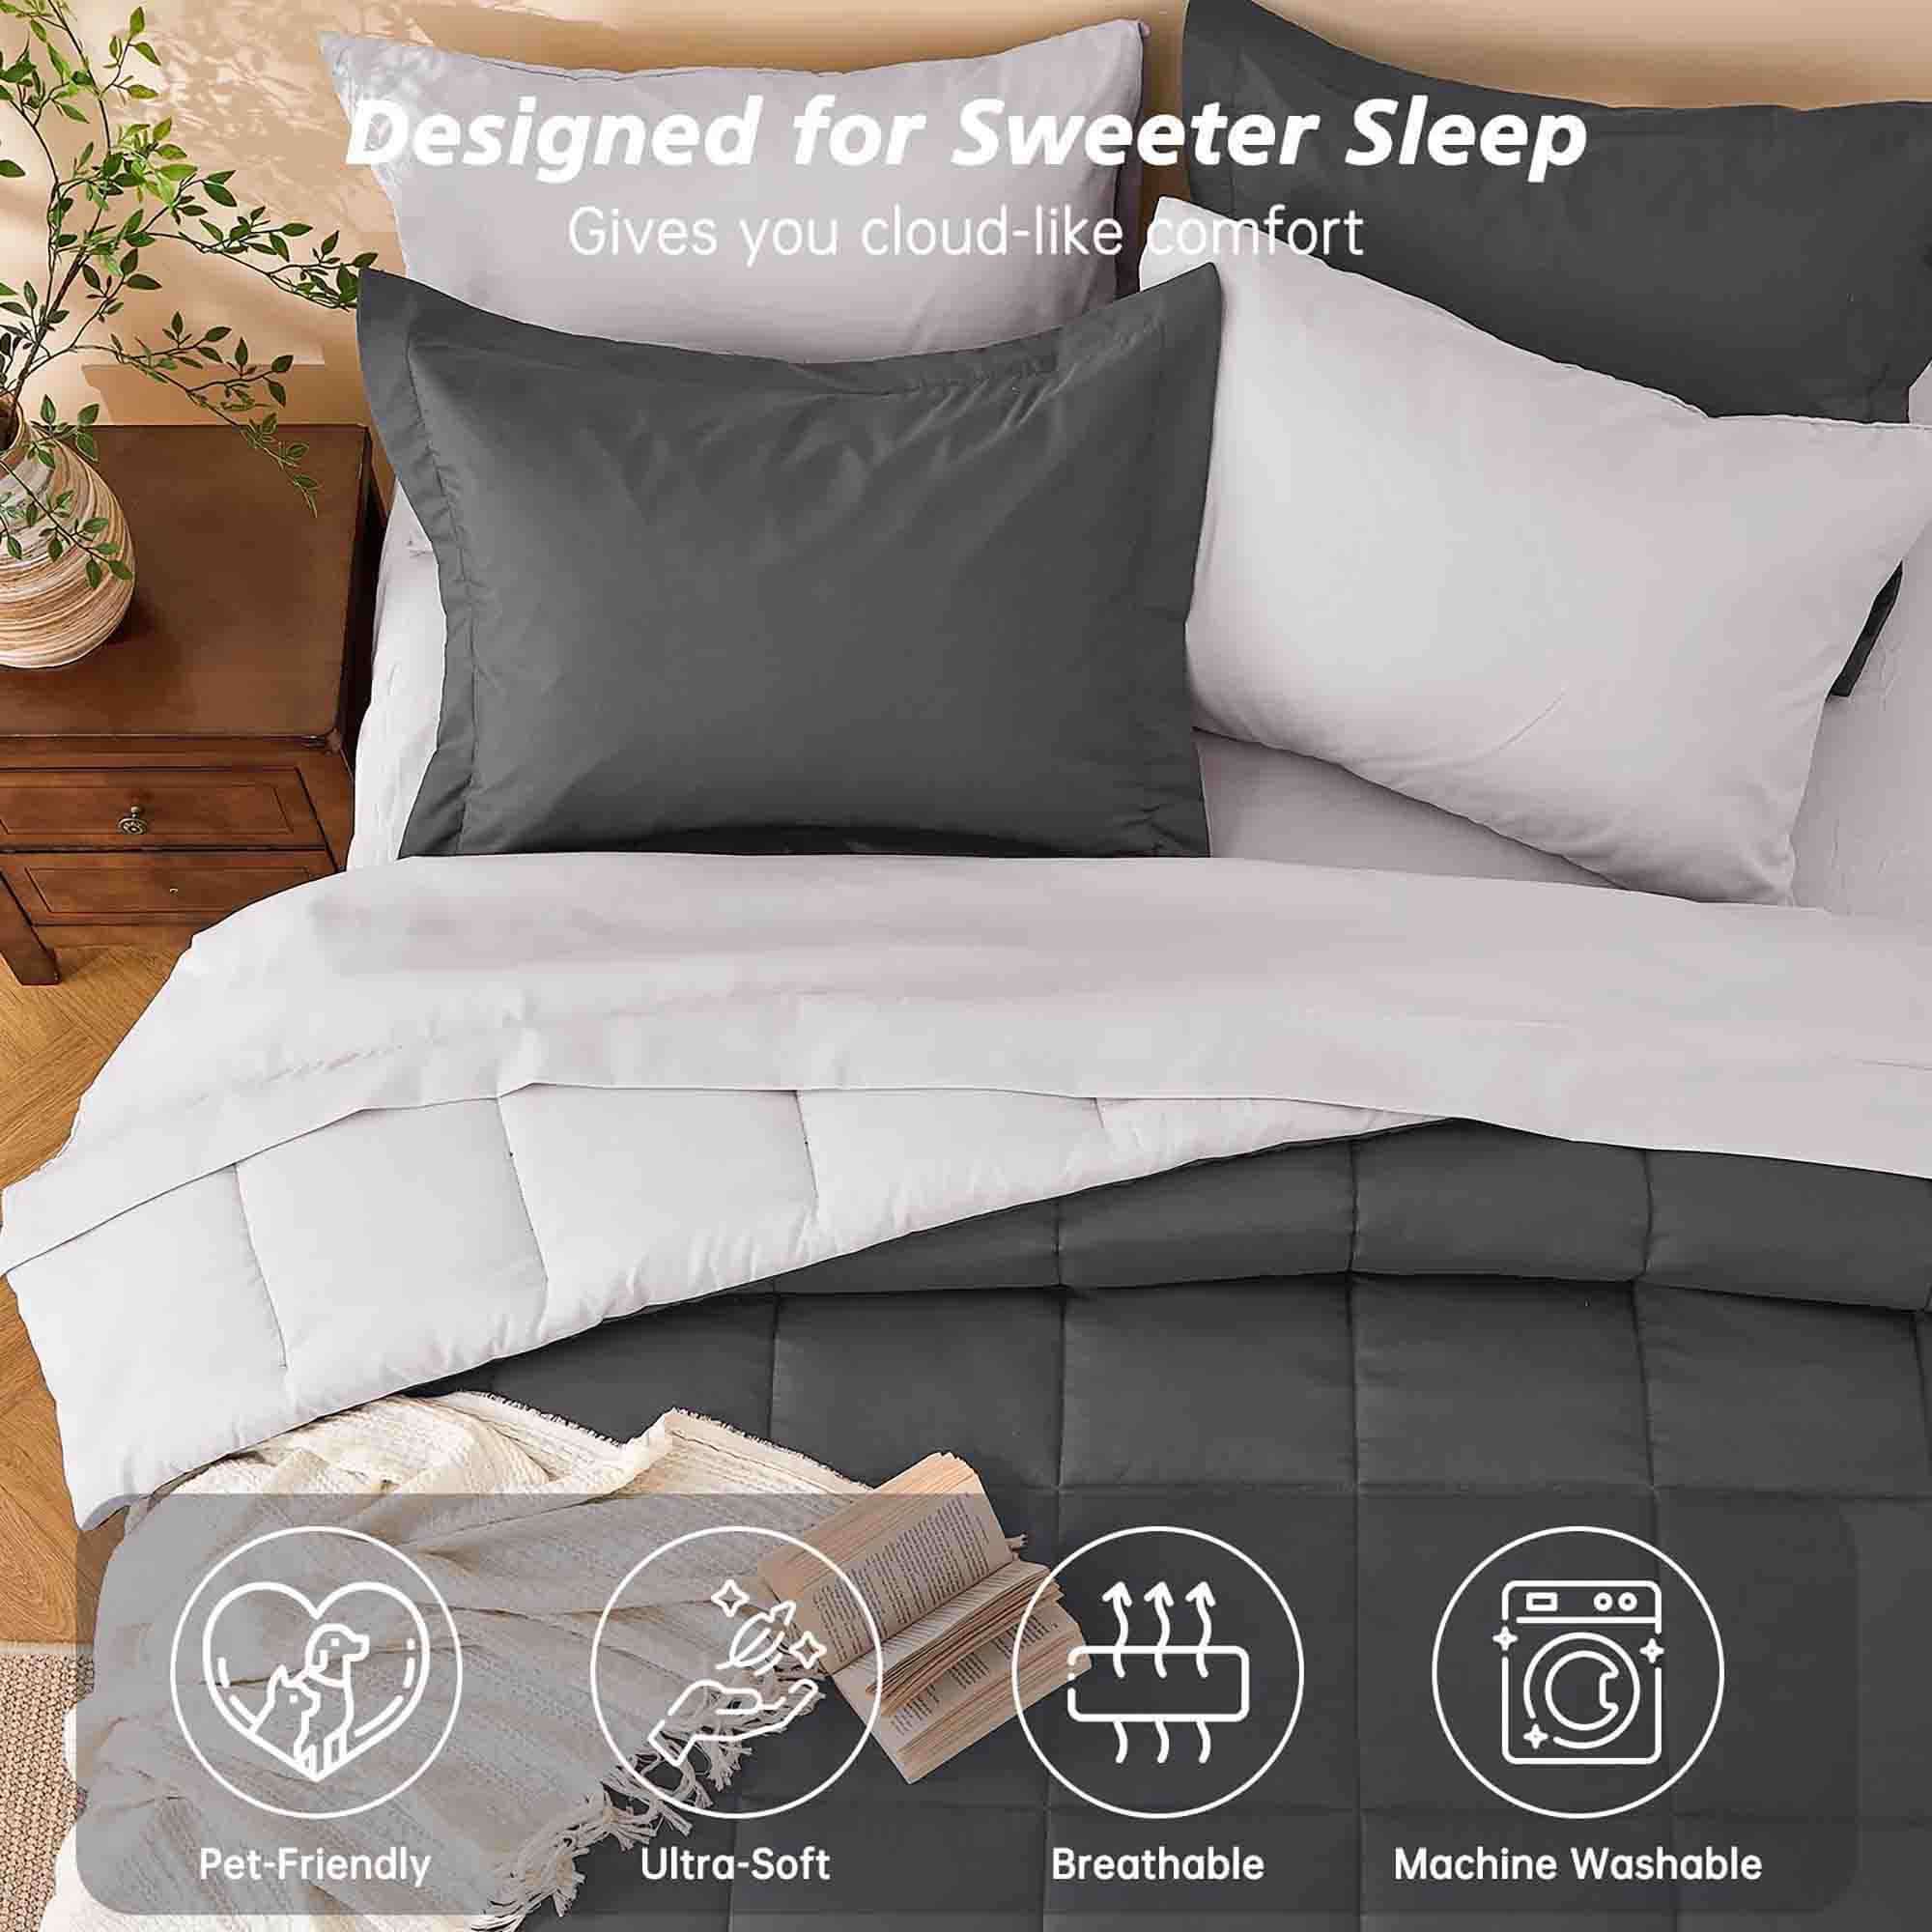 Designed for Sweeter Sleep
Gives you cloud-like comfort
Pet-Friendly
Ultra-Soft
Breathable
Machine Washable